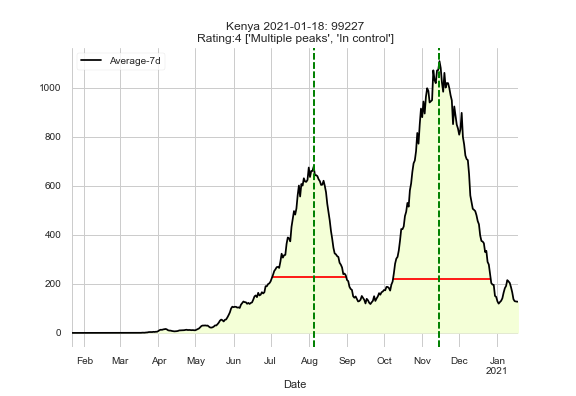 Kenya 2021-01-18: 99227
Rating:4 ['Multiple peaks', 'In control']
Average-7d
1000
800
600
400
200
0
Feb Mar Apr May Jun Jul Aug Sep Oct Nov Dec Jan
2021
Date